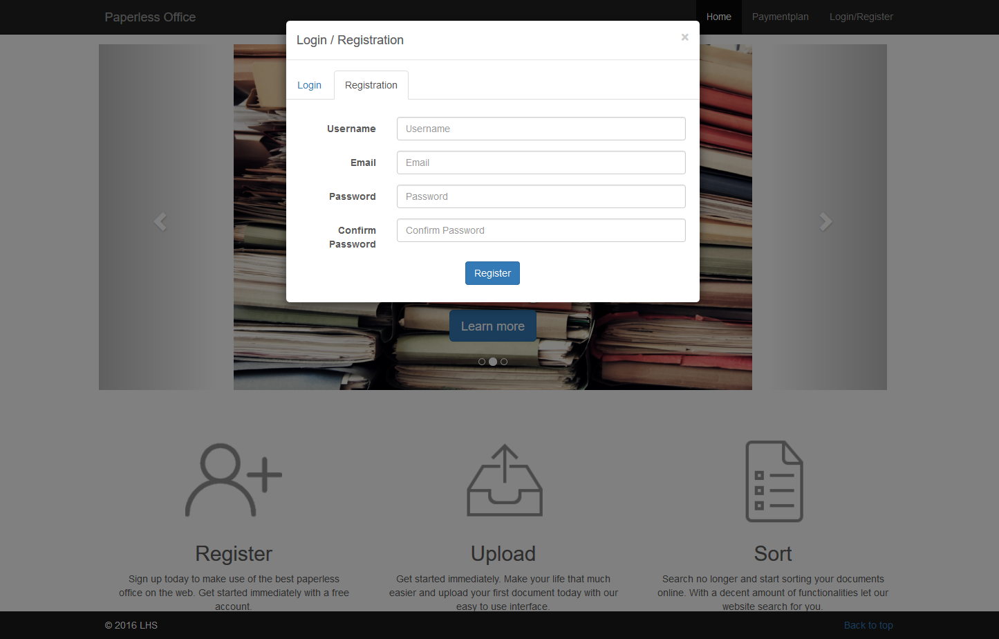 Paperless Office
Home
Paymentplan
Login/Register
Login / Registration
×
Login
Registration
Username
Username
Email
Email
Password
Password
Confirm
Password
Confirm Password
Register
Learn more
Register
Sign up today to make use of the best paperless
office on the web. Get started immediately with a free
account.
Upload
Get started immediately. Make your life that much
easier and upload your first document today with our
easy to use interface.
Sort
Search no longer and start sorting your documents
online. With a decent amount of functionalities let our
website search for you.
© 2016 LHS
Back to top